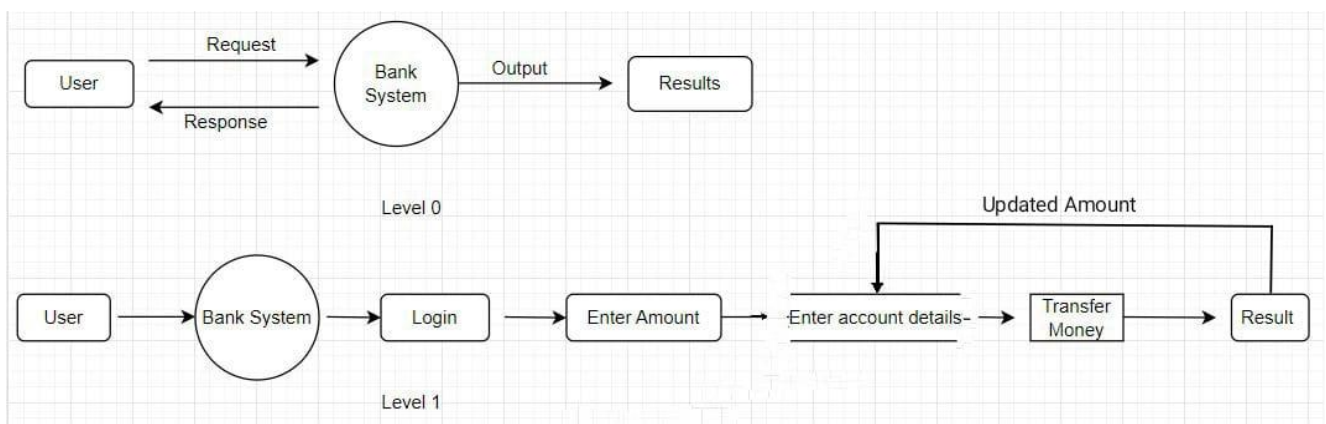 Request
User
Bank
System
Output
Results
Response
Level 0
Updated Amount
User
Bank System
Login
Enter Amount
Enter account details
Transfer
Money
Result
Level 1